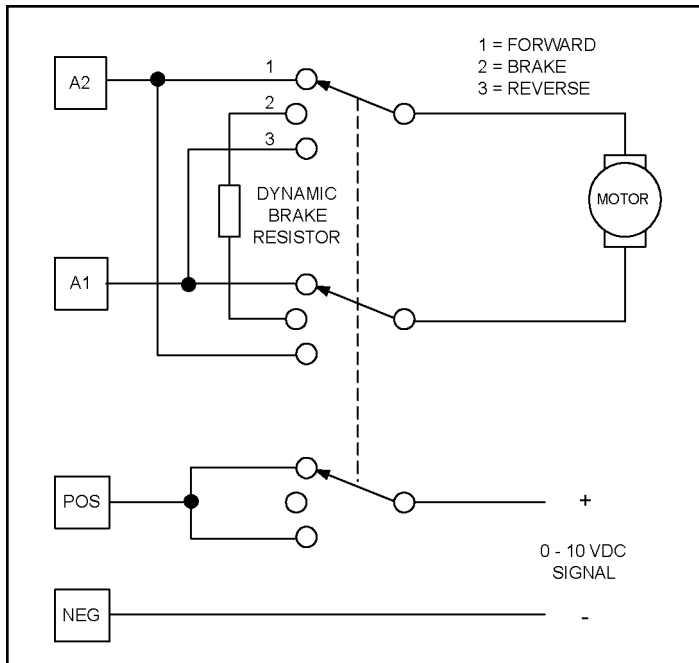 A2
1
2
3
1 = FORWARD
2 = BRAKE
3 = REVERSE
DYNAMIC
BRAKE
RESISTOR
MOTOR
A1
POS
+
0 - 10 VDC
SIGNAL
NEG
-